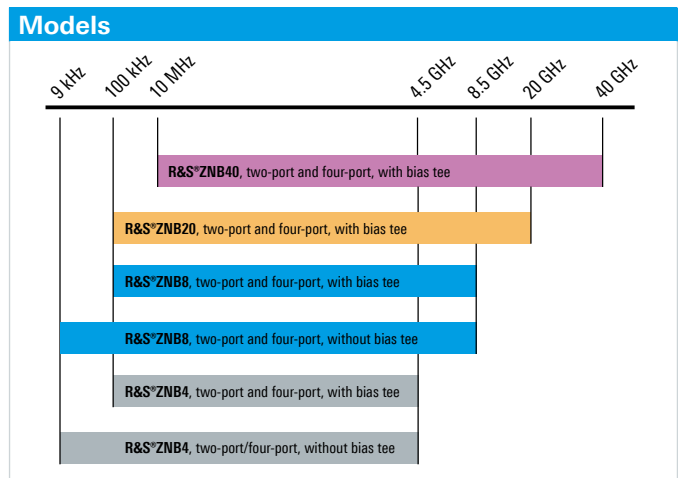 Models
9 kHz 100 kHz 10 MHz 4.5 GHz 8.5 GHz 20 GHz 40 GHz
R&S®ZNB40, two-port and four-port, with bias tee
R&S®ZNB20, two-port and four-port, with bias tee
R&S®ZNB8, two-port and four-port, with bias tee
R&S®ZNB8, two-port and four-port, without bias tee
R&S®ZNB4, two-port and four-port, with bias tee
R&S®ZNB4, two-port/four-port, without bias tee